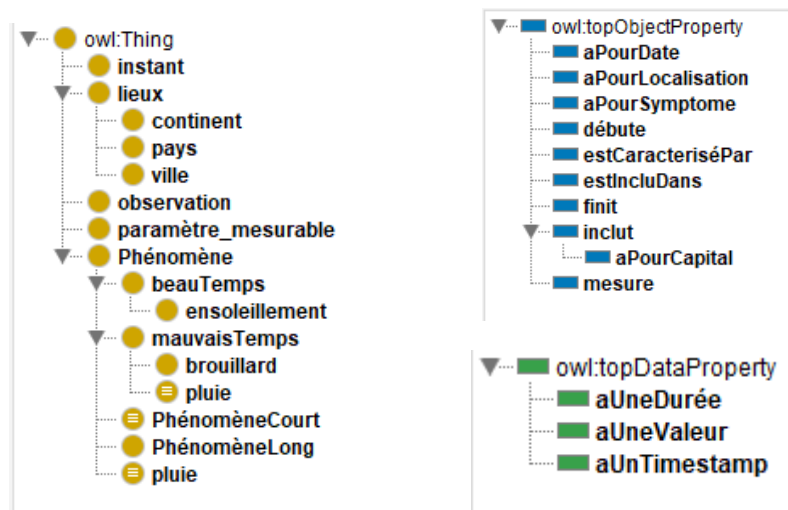 owl:Thing
instant
lieux
continent
pays
ville
observation
paramètre_mesurable
Phénomène
beauTemps
ensoleillement
mauvaisTemps
brouillard
pluie
PhénomèneCourt
PhénomèneLong
pluie
owl:topObjectProperty
aPourDate
aPourLocalisation
aPourSymptome
débute
estCaracteriséPar
estIncluDans
finit
inclut
aPourCapital
mesure
owl:topDataProperty
aUneDurée
aUneValeur
aUnTimestamp